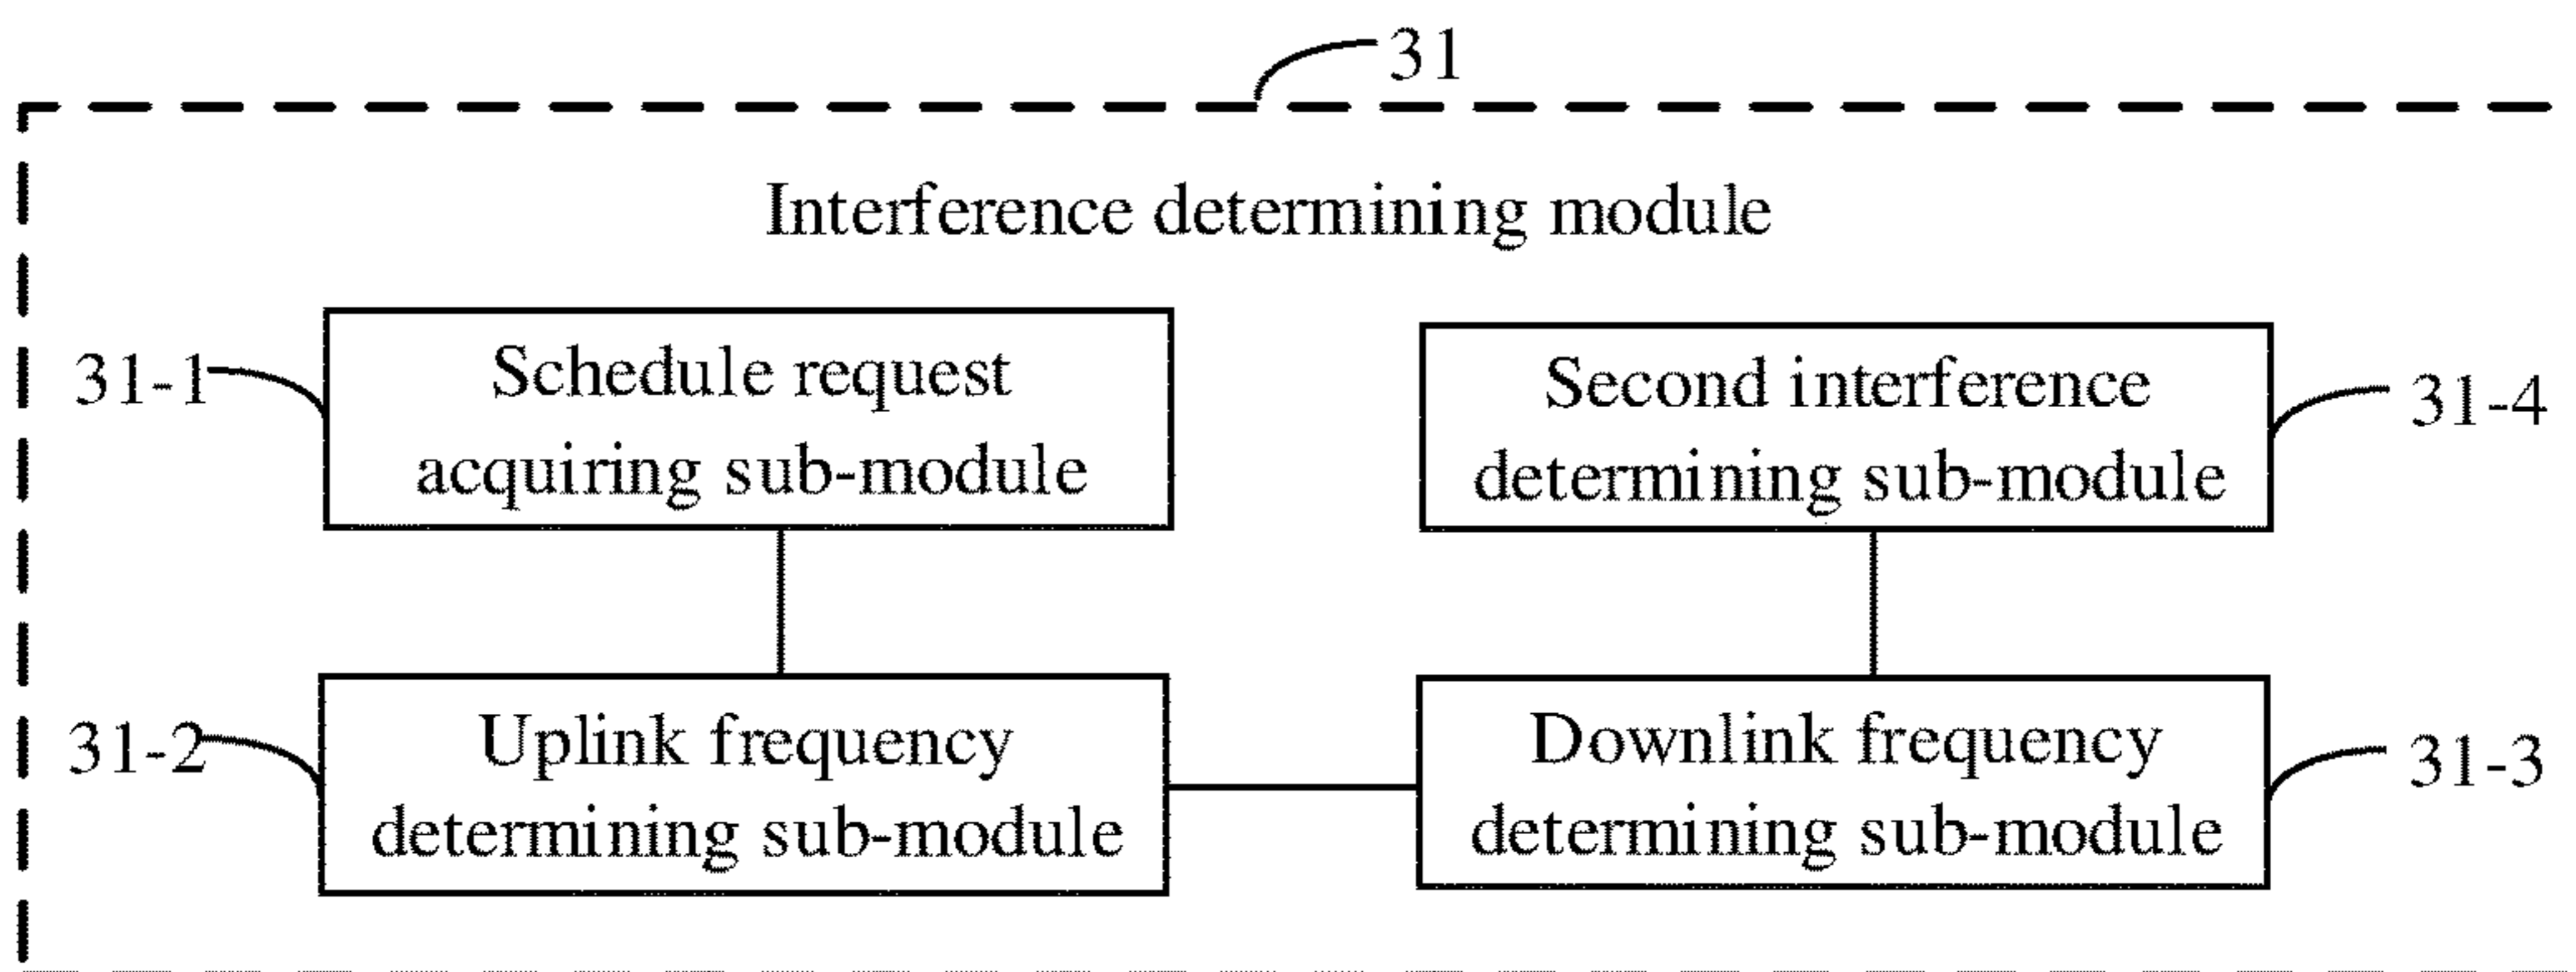 31
Interference determining module
31-1
Schedule request
acquiring sub-module
Second interference
determining sub-module
31-4
31-2
Uplink frequency
determining sub-module
Downlink frequency
determining sub-module
31-3